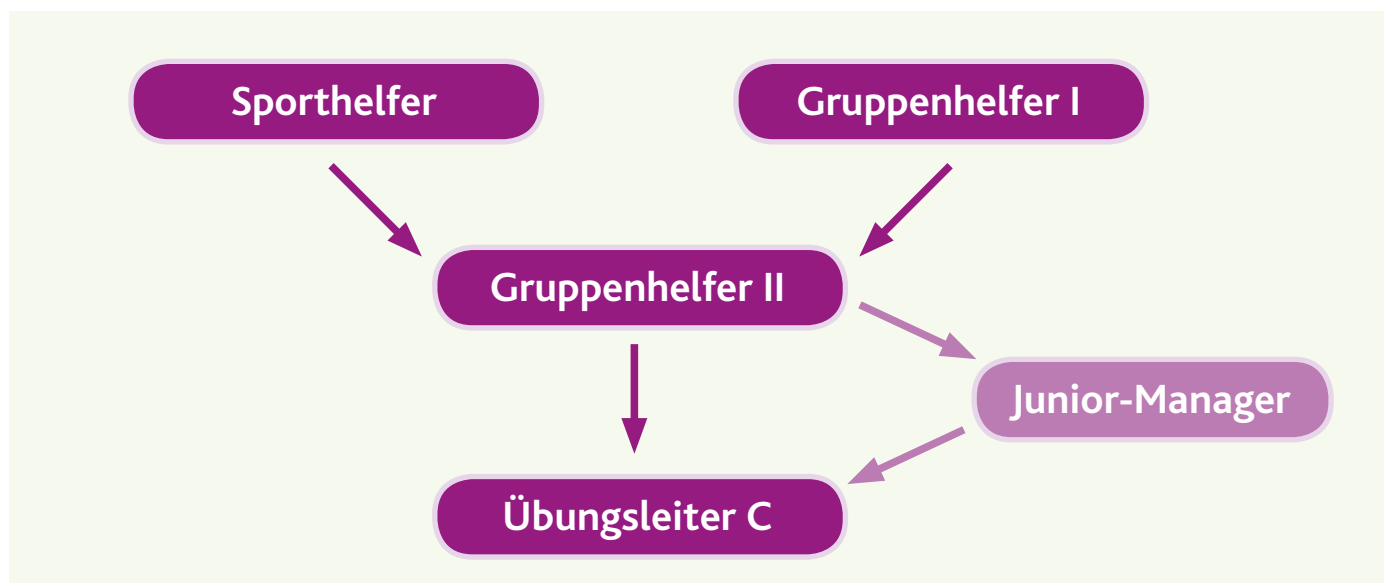 Sporthelfer
Gruppenhelfer I
Gruppenhelfer II
Junior-Manager
Übungsleiter C